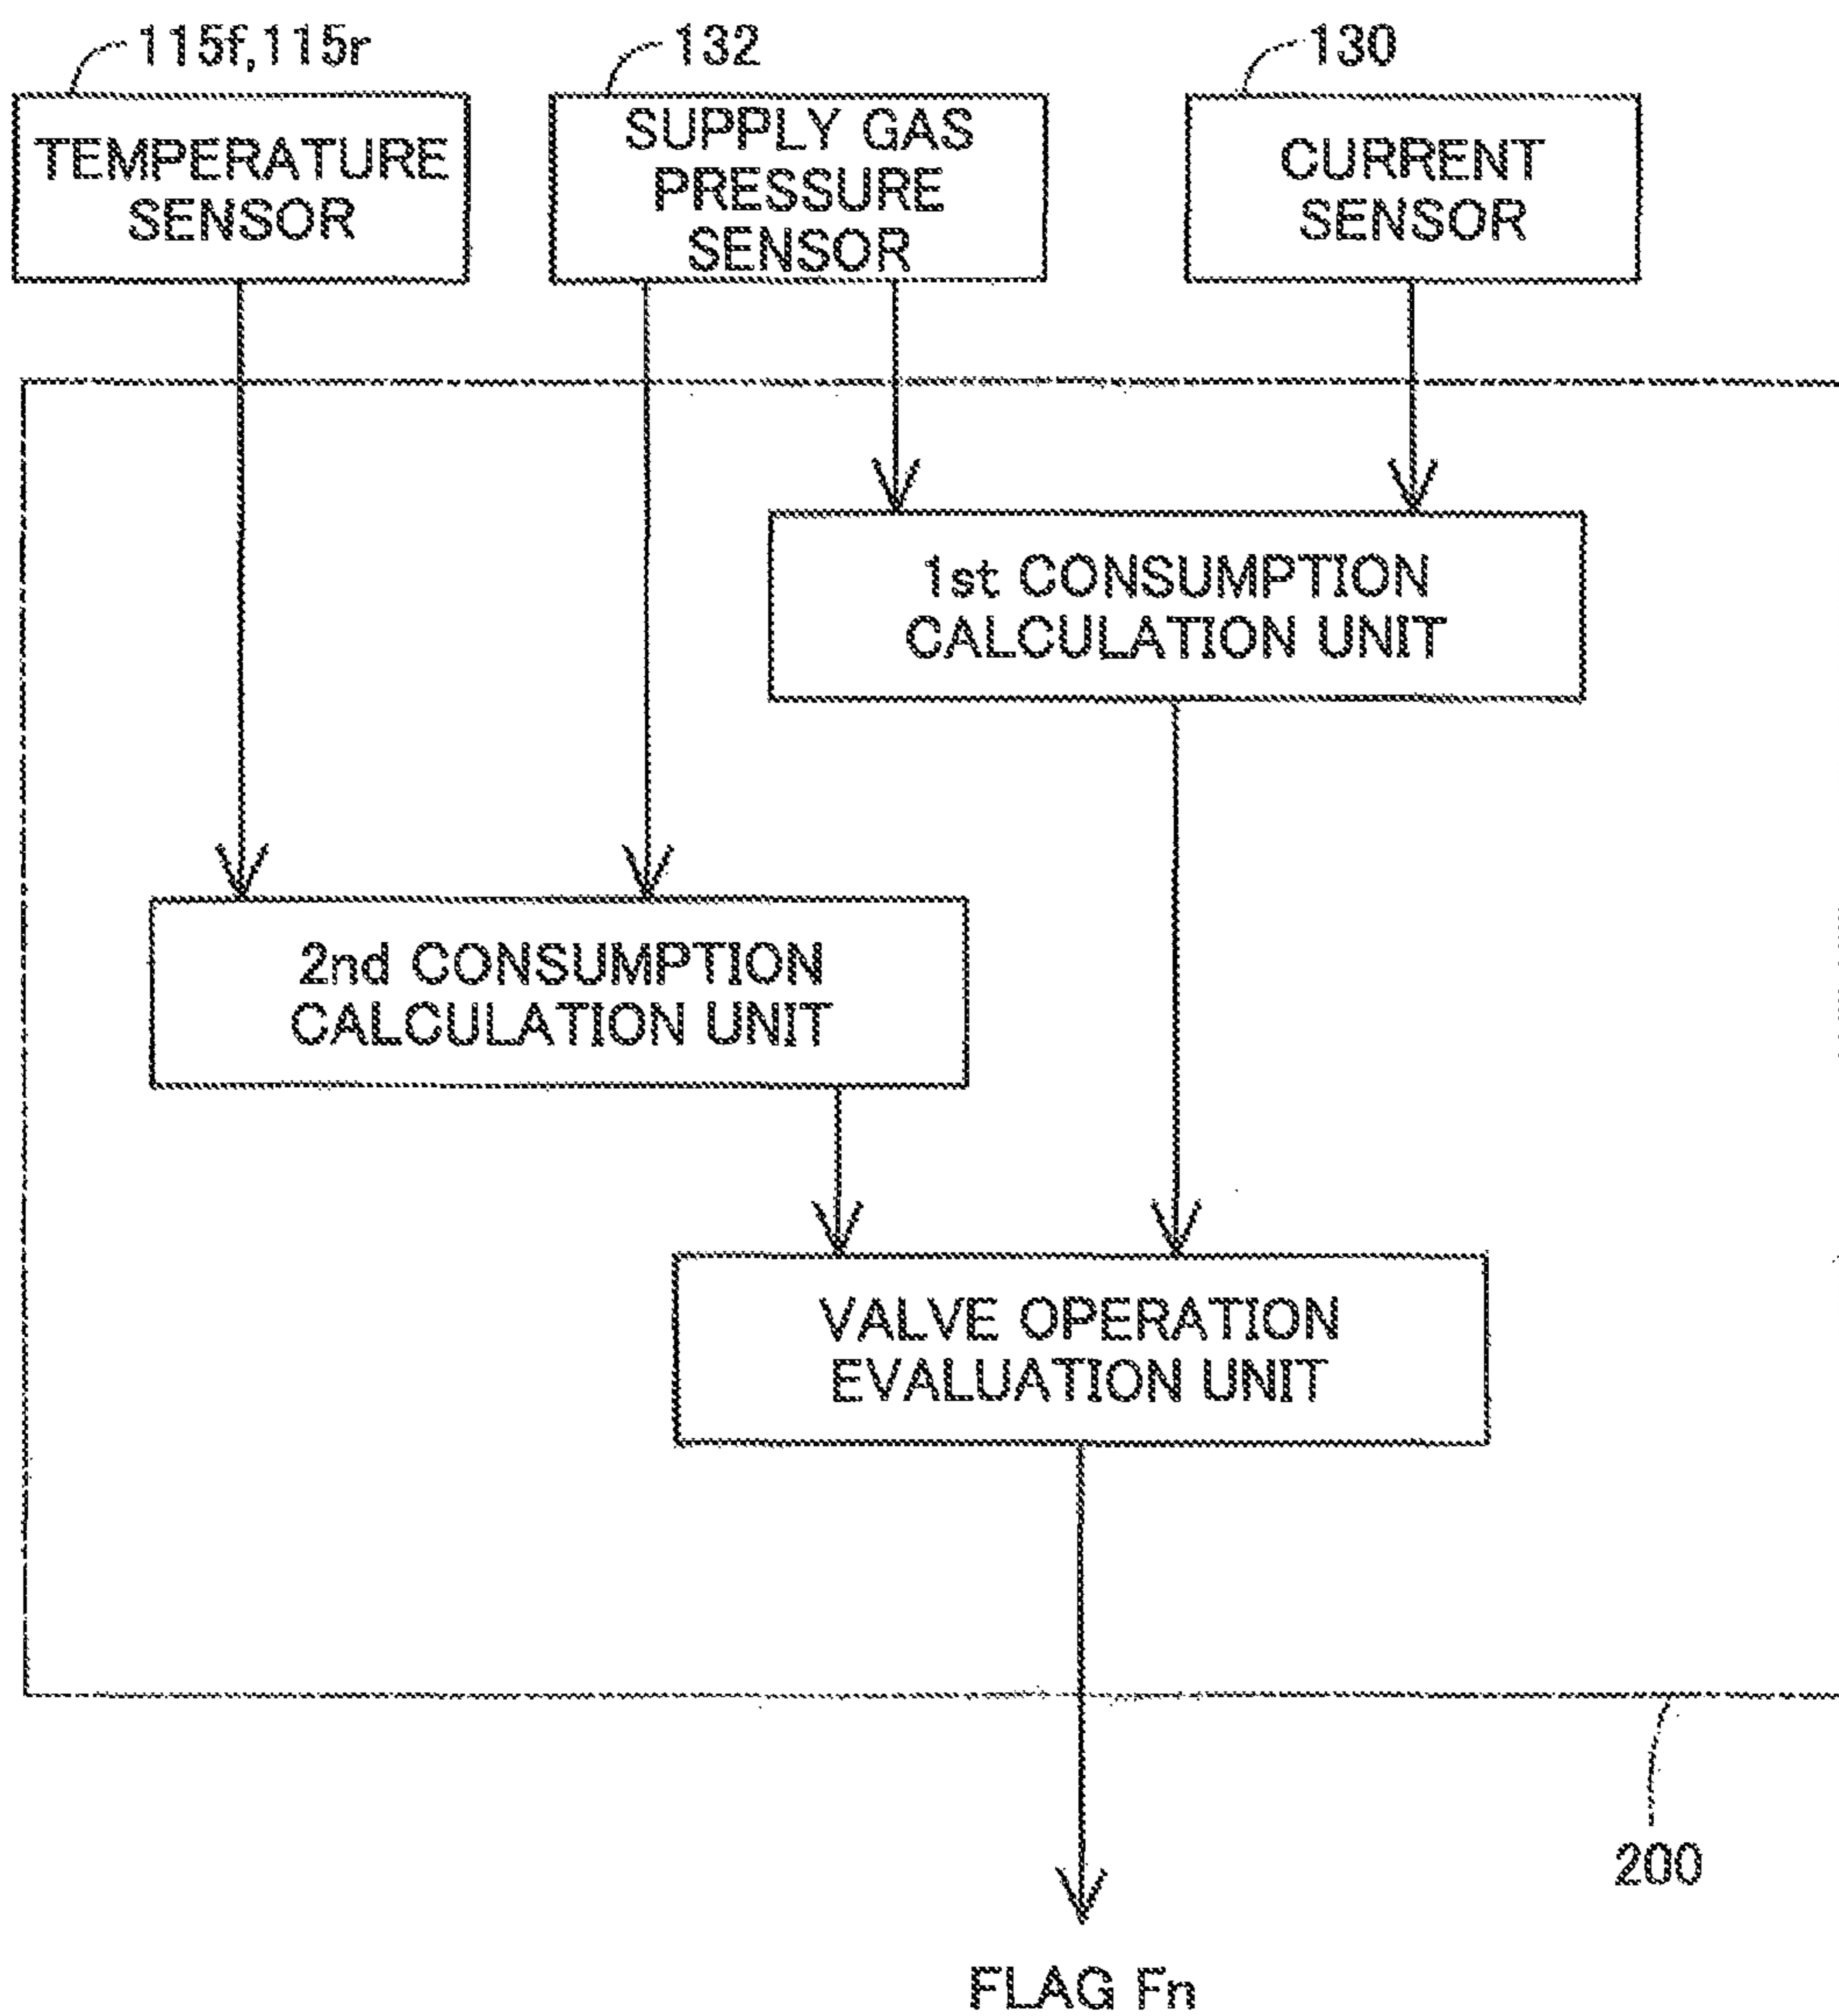 115f,115r
132
130
TEMPERATURE
SENSOR
SUPPLY GAS
PRESSURE
SENSOR
CURRENT
SENSOR
1st CONSUMPTION
CALCULATION UNIT
2nd CONSUMPTION
CALCULATION UNIT
VALVE OPERATION
EVALUATION UNIT
200
FLAG Fn